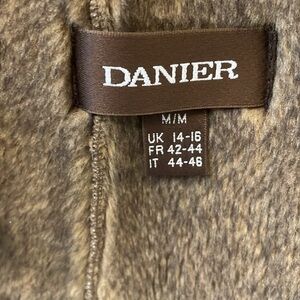 DANIER
M/M
UK 14-16
FR 42-44
IT 44-46